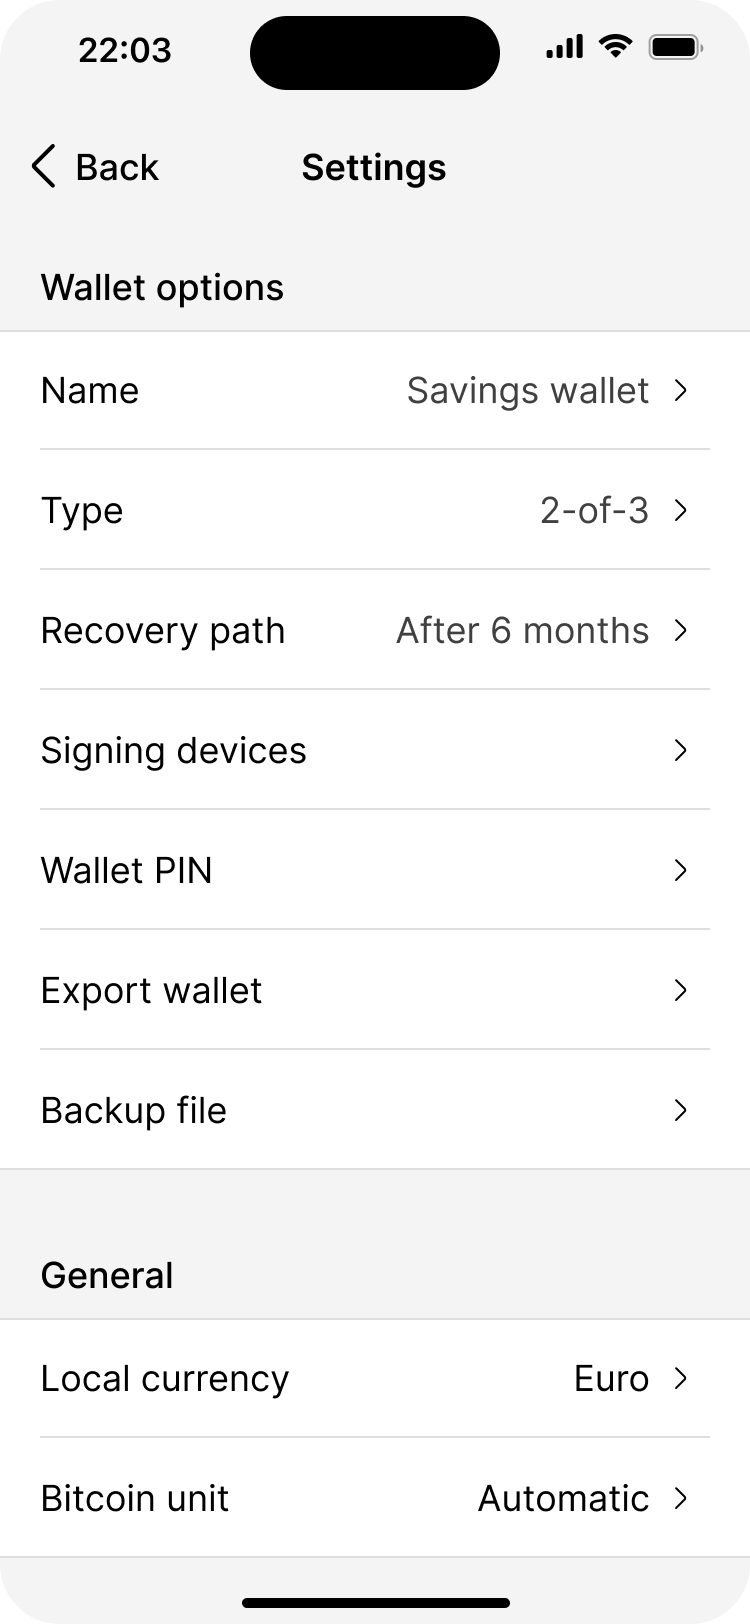 22:03
Back Settings
Wallet options
Name Savings wallet
Type 2-of-3
Recovery path After 6 months
Signing devices
Wallet PIN
Export wallet
Backup file
General
Local currency Euro
Bitcoin unit Automatic